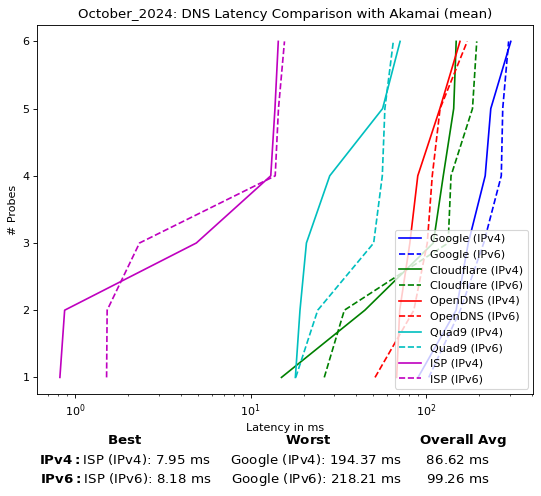 October_2024: DNS Latency Comparison with Akamai (mean)
# Probes
6
5
4
3
2
1
Google (IPv4)
Google (IPv6)
Cloudflare (IPv4)
Cloudflare (IPv6)
OpenDNS (IPv4)
OpenDNS (IPv6)
Quad9 (IPv4)
Quad9 (IPv6)
ISP (IPv4)
ISP (IPv6)
10⁰ 10¹ 10²
Latency in ms
Best Worst Overall Avg
IPv4: ISP (IPv4): 7.95 ms Google (IPv4): 194.37 ms 86.62 ms
IPv6: ISP (IPv6): 8.18 ms Google (IPv6): 218.21 ms 99.26 ms